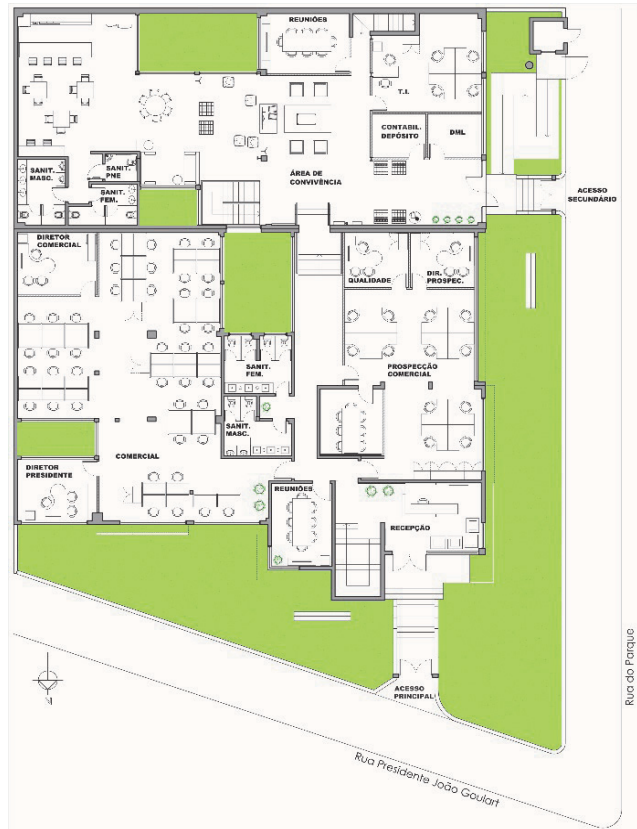 REUNIÕES
T.I.
CONTABIL.
DEPÓSITO
DML
SANIT.
MASC.
SANIT.
PNE
SANIT.
FEM.
ÁREA DE
CONVIVÊNCIA
ACESSO
SECUNDÁRIO
DIRETOR
COMERCIAL
QUALIDADE
DIR.
PROSPEC.
SANIT.
FEM.
PROSPECÇÃO
COMERCIAL
SANIT.
MASC.
COMERCIAL
DIRETOR
PRESIDENTE
REUNIÕES
RECEPÇÃO
ACESSO
PRINCIPAL
Rua do Parque
Rua Presidente João Goulart
N